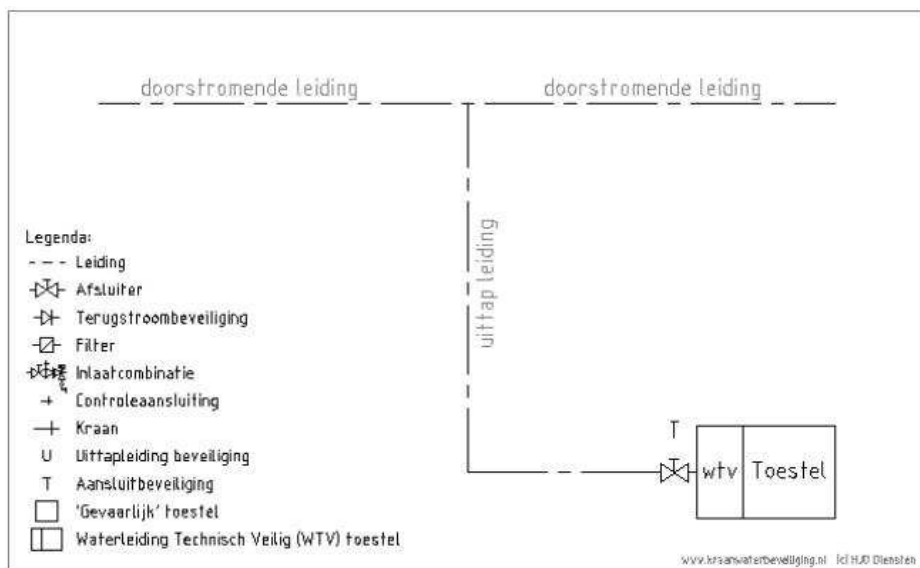 doorstromende leiding
doorstromende leiding
uittap leiding
Legenda:
Leiding
Afsluiter
Terugstroombeveiliging
Filter
Inlaatcombinatie
Controleaansluiting
Kraan
U Uittapleiding beveiliging
T Aansluitbeveiliging
'Gevaarlijk' toestel
Waterleiding Technisch Veilig (WTV) toestel
T
wtv Toestel
www.kraanwaterbeveiliging.nl (c) HJD Diensten